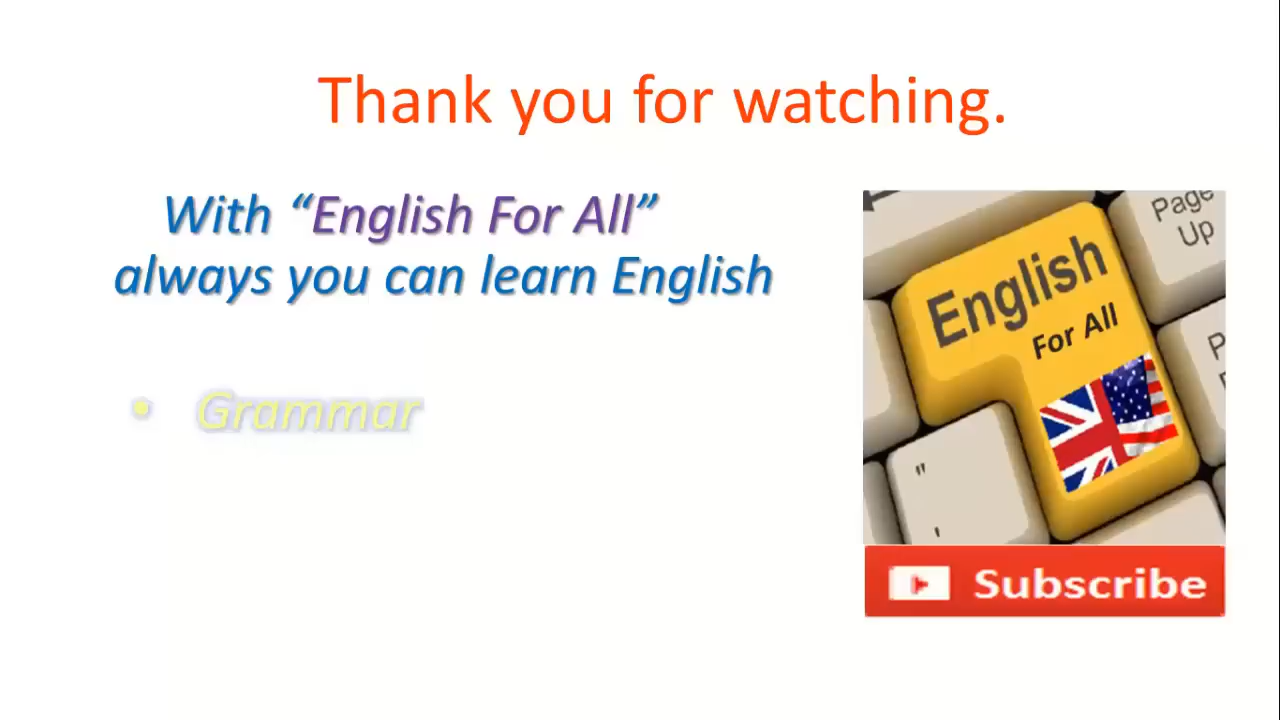 Thank you for watching.
With “English For All”
always you can learn English
• Grammar
Page
Up
English
For All
P
"
'
Subscribe